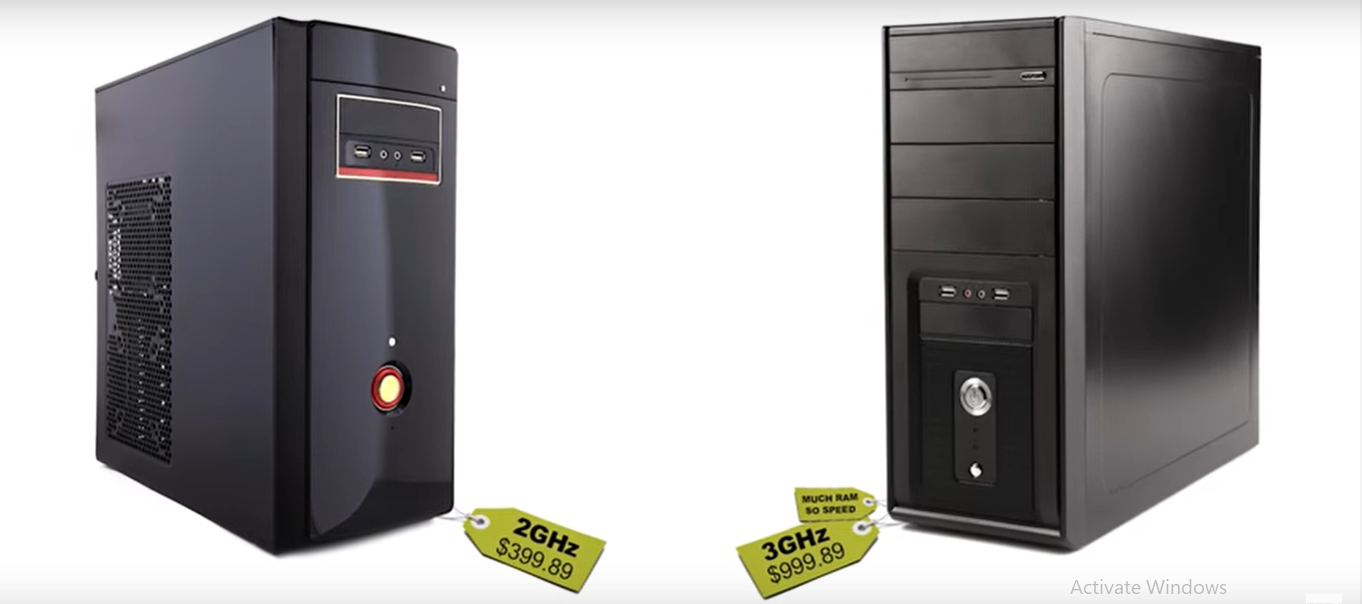 2GHz
$399.89
MUCH RAM
SO SPEED
3GHz
$999.89
Activate Windows